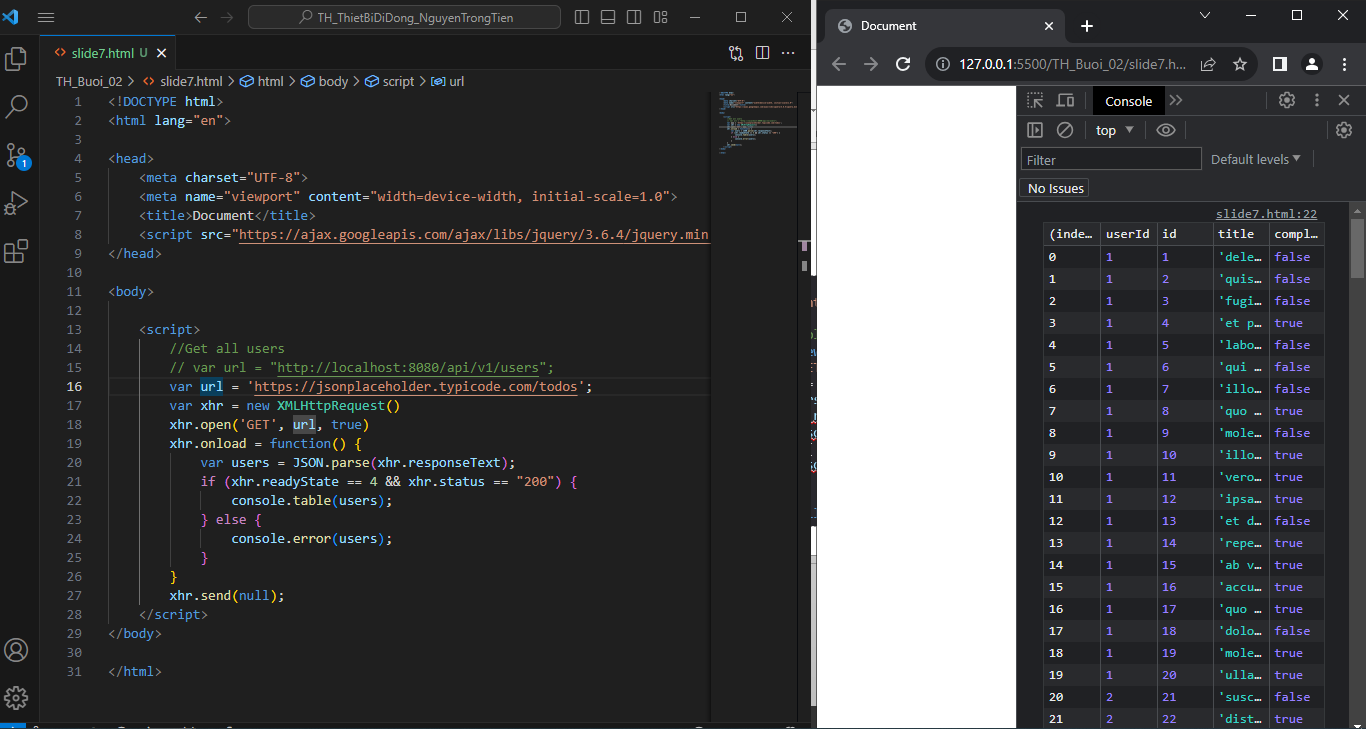 TH_ThietBiDiDong_NguyenTrongTien
slide7.html U
TH_Buoi_02 > slide7.html > html > body > script > url
1 <!DOCTYPE html>
2 <html lang="en">
3
4 <head>
5 <meta charset="UTF-8">
6 <meta name="viewport" content="width=device-width, initial-scale=1.0">
7 <title>Document</title>
8 <script src="https://ajax.googleapis.com/ajax/libs/jquery/3.6.4/jquery.min
9 </head>
10
11 <body>
12
13 <script>
14 //Get all users
15 // var url = "http://localhost:8080/api/v1/users";
16 var url = 'https://jsonplaceholder.typicode.com/todos';
17 var xhr = new XMLHttpRequest()
18 xhr.open('GET', url, true)
19 xhr.onload = function() {
20 var users = JSON.parse(xhr.responseText);
21 if (xhr.readyState == 4 && xhr.status == "200") {
22 console.table(users);
23 } else {
24 console.error(users);
25 }
26 }
27 xhr.send(null);
28 </script>
29 </body>
30
31 </html>
1
Document
127.0.0.1:5500/TH_Buoi_02/slide7.h...
Console
top
Filter
Default levels
No Issues
slide7.html:22
(inde… userId id title compl…
0 1 1 'dele… false
1 1 2 'quis… false
2 1 3 'fugi… false
3 1 4 'et p… true
4 1 5 'labo… false
5 1 6 'qui … false
6 1 7 'illo… false
7 1 8 'quo … true
8 1 9 'mole… false
9 1 10 'illo… true
10 1 11 'vero… true
11 1 12 'ipsa… true
12 1 13 'et d… false
13 1 14 'repe… true
14 1 15 'ab v… true
15 1 16 'accu… true
16 1 17 'quo … true
17 1 18 'dolo… false
18 1 19 'mole… true
19 1 20 'ulla… true
20 2 21 'susc… false
21 2 22 'dist… true